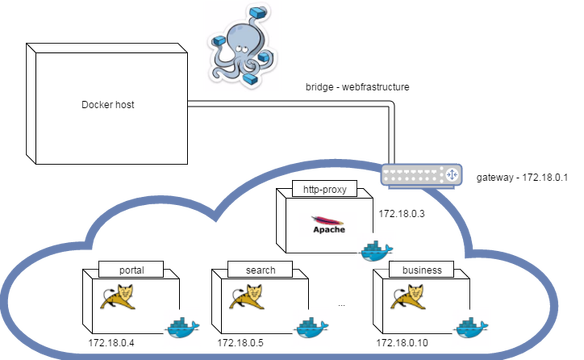 bridge - webfrastructure
Docker host
gateway - 172.18.0.1
http-proxy
172.18.0.3
Apache
portal
search
business
...
172.18.0.4
172.18.0.5
172.18.0.10